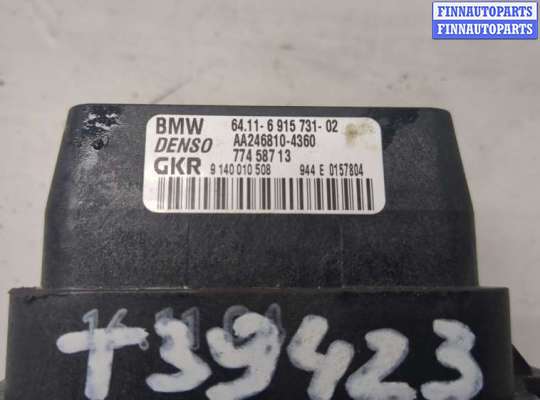 FINNAUTOPARTS
FINNAUTOPARTS
BMW 64.11- 6 915 731- 02
DENSO AA246810-4360
774 587 13
GKR 9 140 010 508 944 E 0157804
T39423